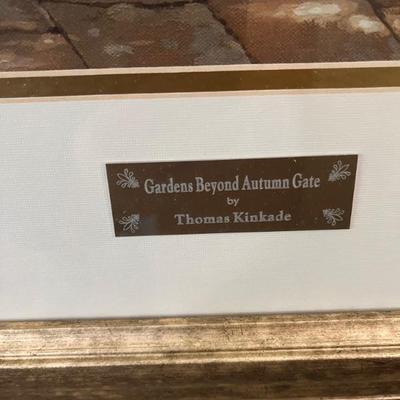 Gardens Beyond Autumn Gate
by
Thomas Kinkade